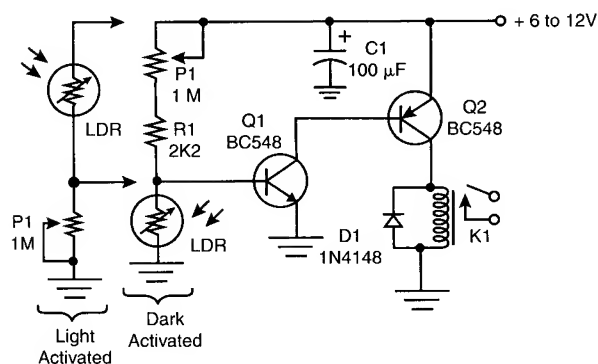 + 6 to 12V
P1
1 M
+
C1
100 µF
LDR
R1
2K2
Q1
BC548
Q2
BC548
P1
1M
LDR
D1
1N4148
K1
Light
Activated
Dark
Activated